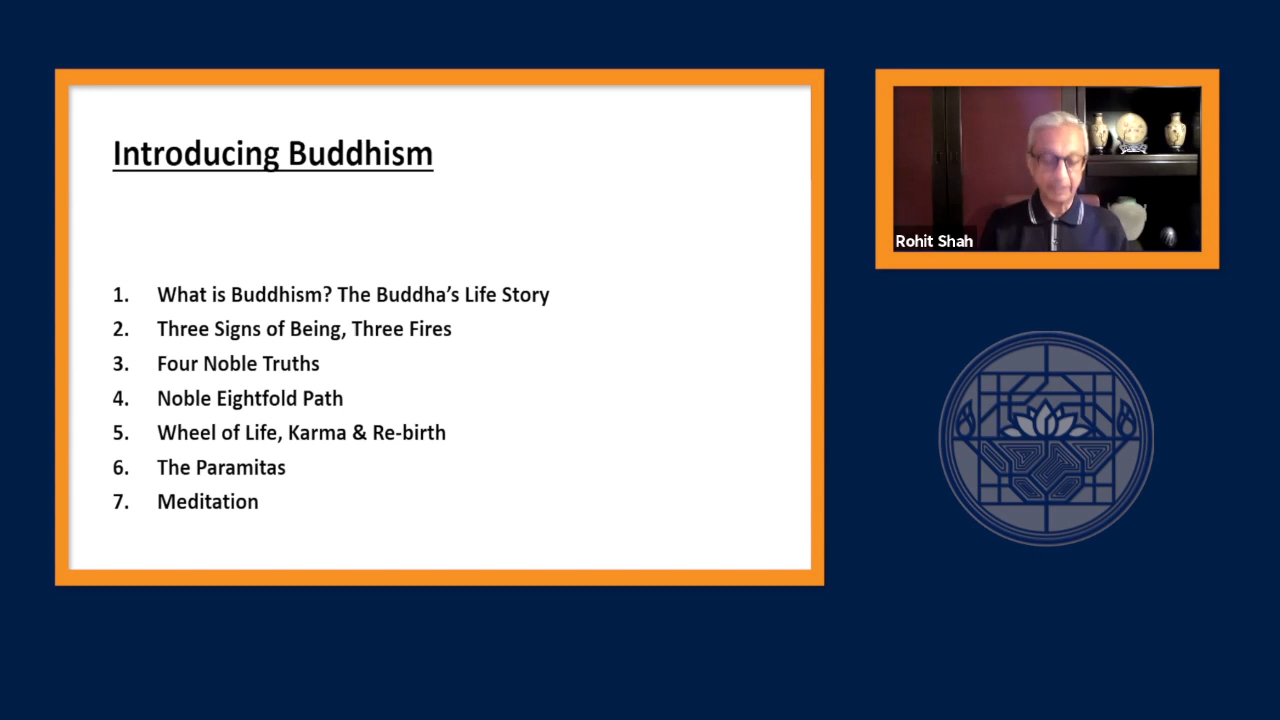 Introducing Buddhism
1. What is Buddhism? The Buddha’s Life Story
2. Three Signs of Being, Three Fires
3. Four Noble Truths
4. Noble Eightfold Path
5. Wheel of Life, Karma & Re-birth
6. The Paramitas
7. Meditation
Rohit Shah